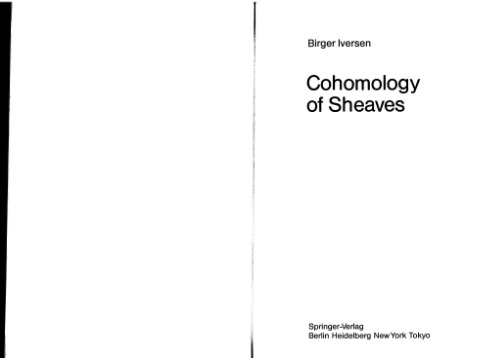 Birger Iversen
Cohomology
of Sheaves
Springer-Verlag
Berlin Heidelberg New York Tokyo